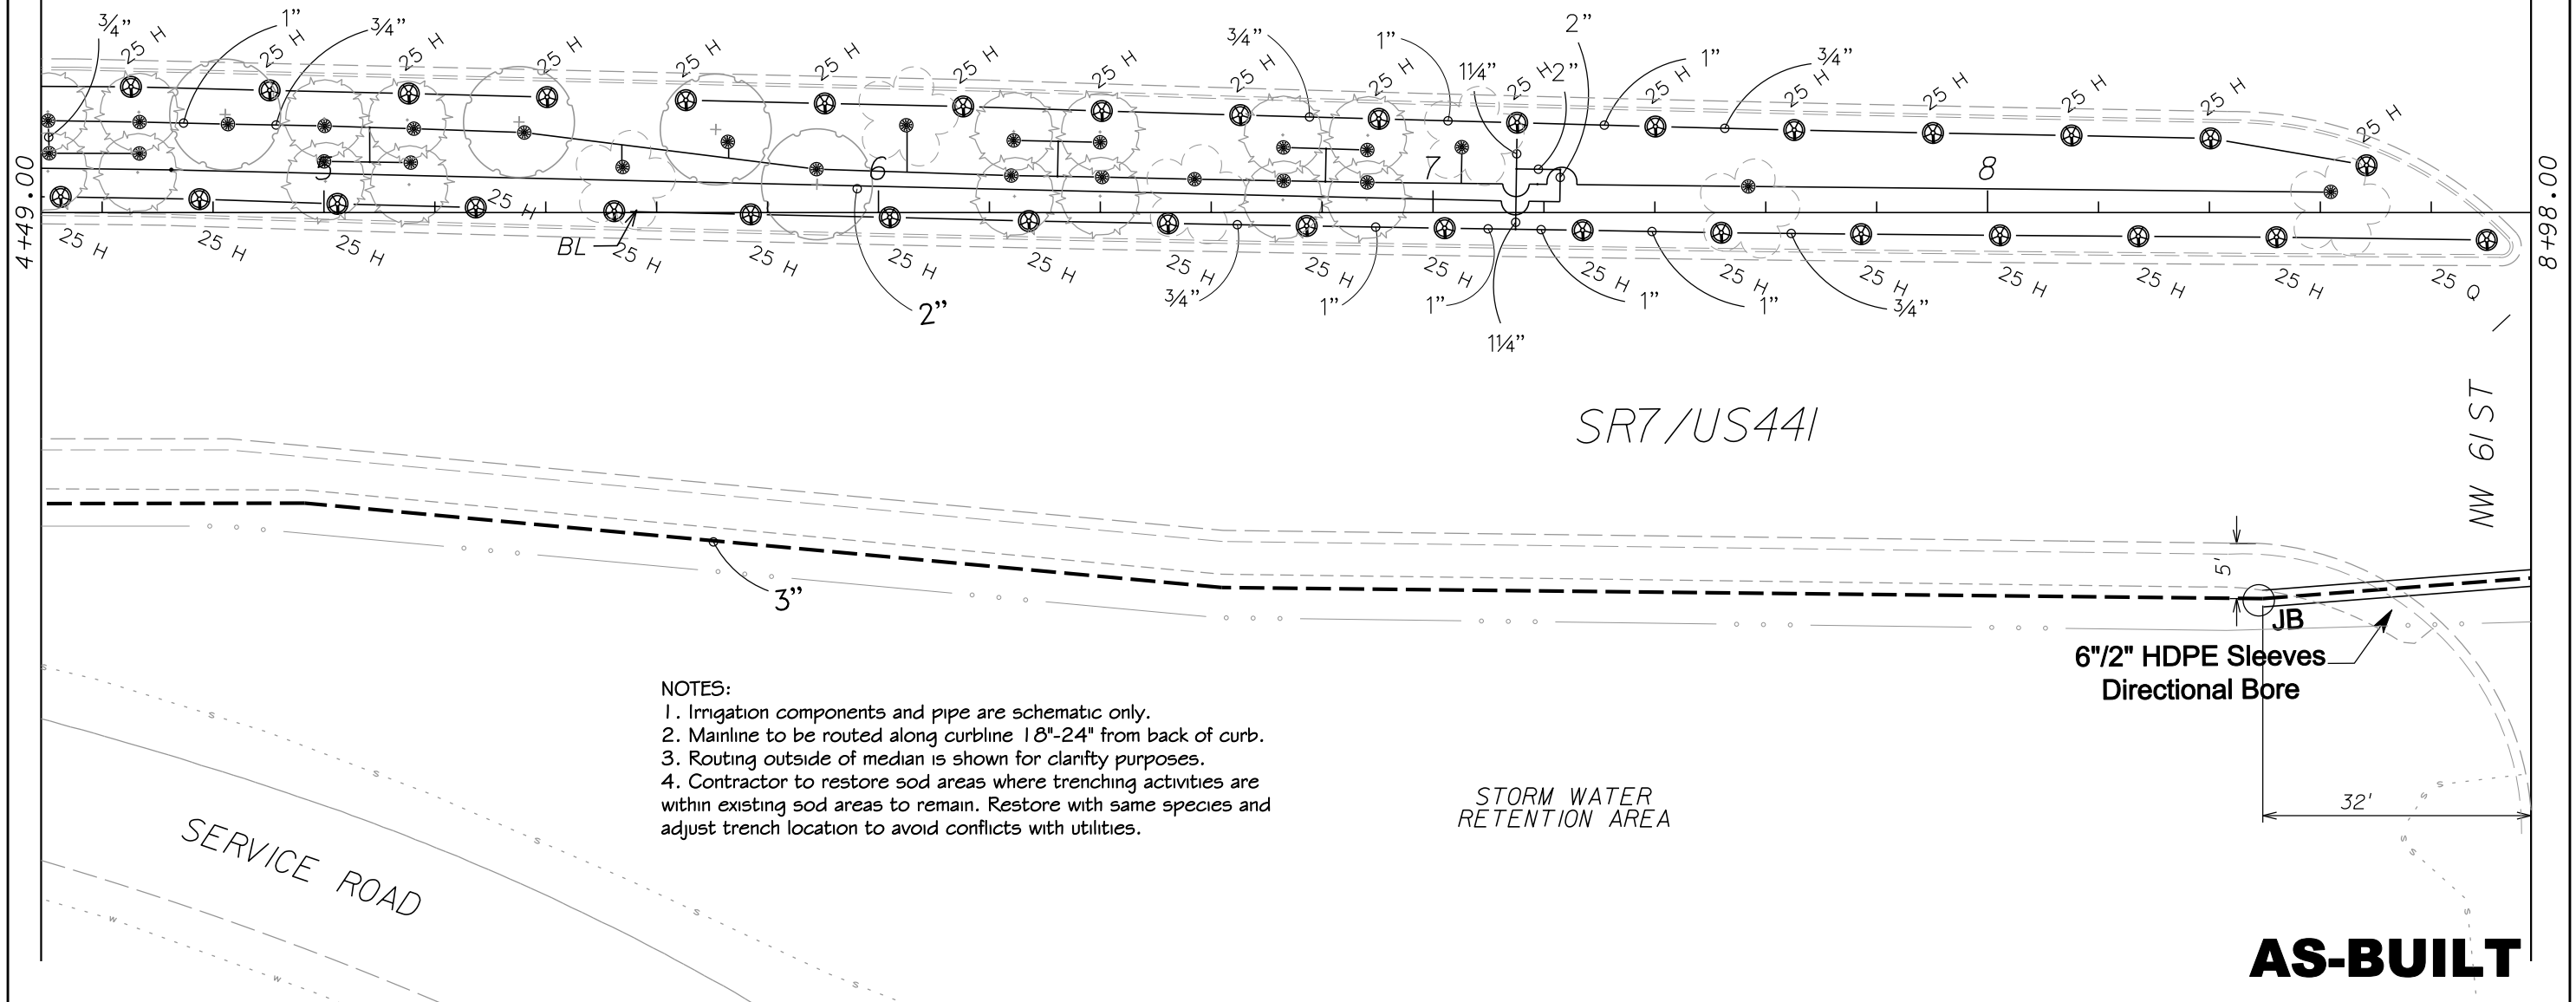 3/4" 1" 3/4" 3/4" 1" 2" 1 1/4" 2" 1" 3/4"
25 H 25 H 25 H 25 H 25 H 25 H 25 H 25 H 25 H 25 H 25 H 25 H 25 H 25 H 25 H 25 H 25 H
4+49.00
5 6 7 8
8+98.00
25 H
BL
25 H 25 H 25 H 25 H 25 H 25 H 25 H 25 H 25 H 25 H 25 H 25 H 25 H 25 H 25 H 25 H 25 Q
2" 3/4" 1" 1" 1 1/4" 1" 1" 3/4"
SR7/US441
NW 61 ST
5'
3"
JB
6"/2" HDPE Sleeves
Directional Bore
NOTES:
1. Irrigation components and pipe are schematic only.
2. Mainline to be routed along curbline 18"-24" from back of curb.
3. Routing outside of median is shown for clarifty purposes.
4. Contractor to restore sod areas where trenching activities are
within existing sod areas to remain. Restore with same species and
adjust trench location to avoid conflicts with utilities.
STORM WATER
RETENTION AREA
32'
SERVICE ROAD
S S S S S S
W W
S S S S S
AS-BUILT